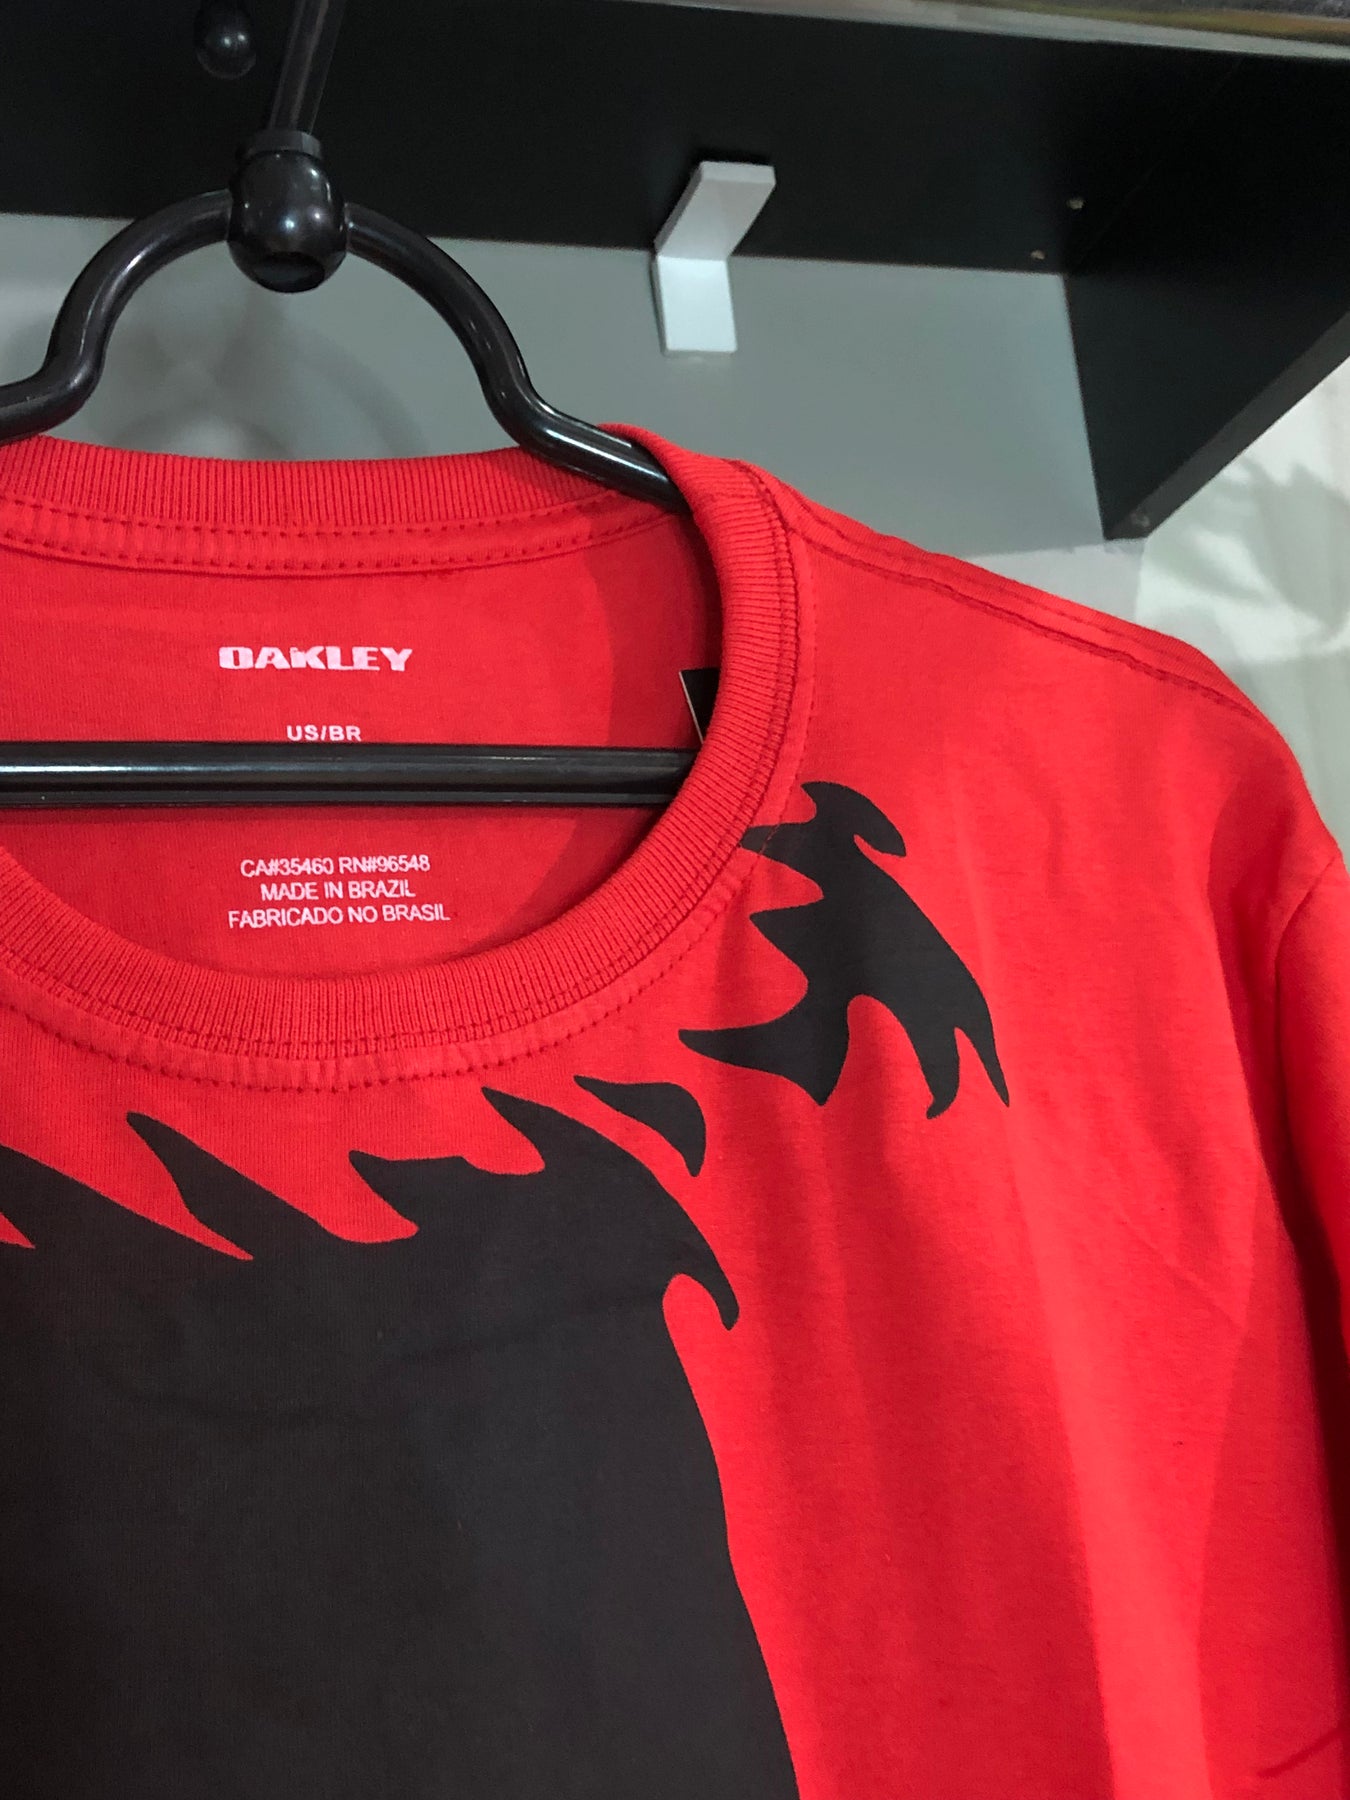 OAKLEY
US/BR
CA#35460 RN#96548
MADE IN BRAZIL
FABRICADO NO BRASIL